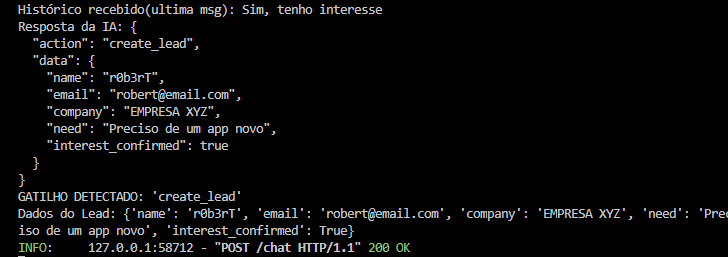 Histórico recebido(ultima msg): Sim, tenho interesse
Resposta da IA: {
  "action": "create_lead",
  "data": {
    "name": "r0b3rT",
    "email": "robert@email.com",
    "company": "EMPRESA XYZ",
    "need": "Preciso de um app novo",
    "interest_confirmed": true
  }
}
GATILHO DETECTADO: 'create_lead'
Dados do Lead: {'name': 'r0b3rT', 'email': 'robert@email.com', 'company': 'EMPRESA XYZ', 'need': 'Prec
iso de um app novo', 'interest_confirmed': True}
INFO:     127.0.0.1:58712 - "POST /chat HTTP/1.1" 200 OK